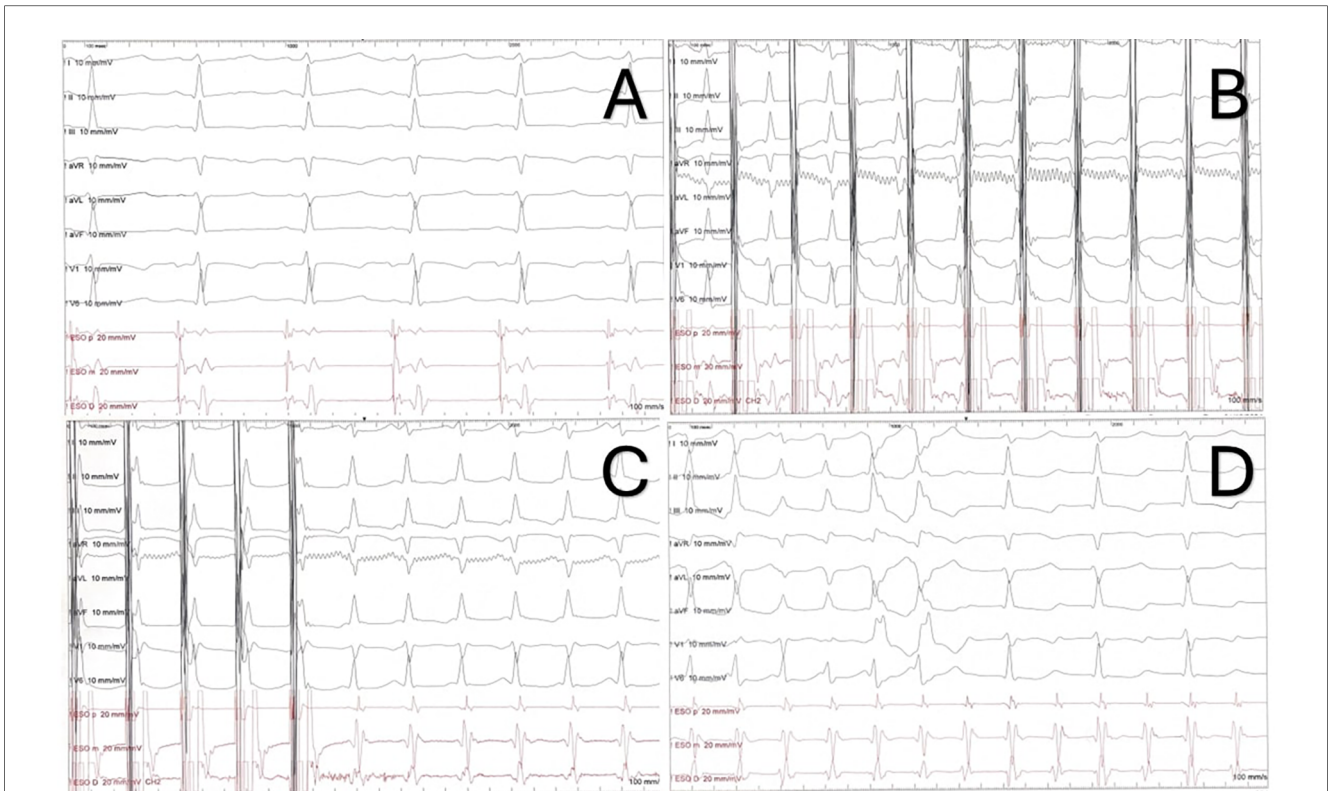 A
0 100 msec 1000 2000
I 10 mm/mV
II 10 mm/mV
III 10 mm/mV
aVR 10 mm/mV
aVL 10 mm/mV
aVF 10 mm/mV
V1 10 mm/mV
V6 10 mm/mV
ESO p 20 mm/mV
ESO m 20 mm/mV
ESO D 20 mm/mV
100 mm/s
B
I 10 mm/mV
II 10 mm/mV
III 10 mm/mV
aVR 10 mm/mV
aVL 10 mm/mV
aVF 10 mm/mV
V1 10 mm/mV
V6 10 mm/mV
ESO p 20 mm/mV
ESO m 20 mm/mV
ESO D 20 mm/mV CH2
100 mm/s
C
I 10 mm/mV
II 10 mm/mV
III 10 mm/mV
aVR 10 mm/mV
aVL 10 mm/mV
aVF 10 mm/mV
V1 10 mm/mV
V6 10 mm/mV
ESO p 20 mm/mV
ESO m 20 mm/mV
ESO D 20 mm/mV CH2
100 mm/
D
1000 2000
I 10 mm/mV
II 10 mm/mV
III 10 mm/mV
aVR 10 mm/mV
aVL 10 mm/mV
aVF 10 mm/mV
V1 10 mm/mV
V6 10 mm/mV
ESO p 20 mm/mV
ESO m 20 mm/mV
ESO D 20 mm/mV
100 mm/s